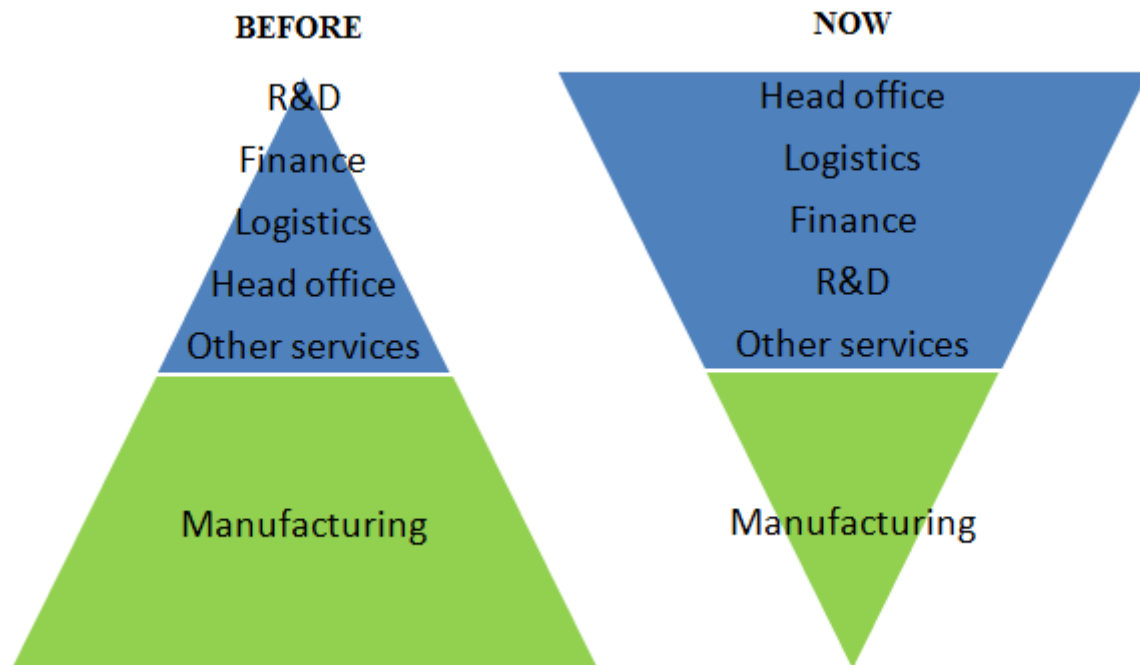 BEFORE
R&D
Finance
Logistics
Head office
Other services
Manufacturing
NOW
Head office
Logistics
Finance
R&D
Other services
Manufacturing